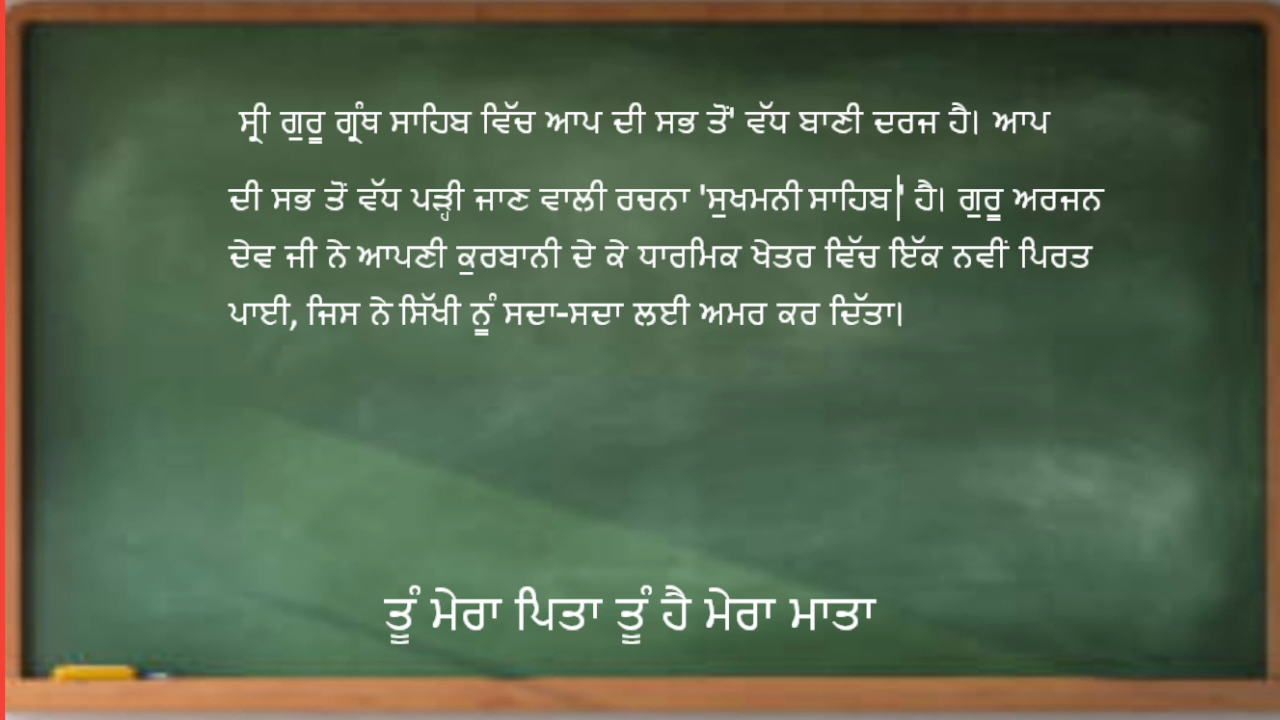 ਸ੍ਰੀ ਗੁਰੂ ਗ੍ਰੰਥ ਸਾਹਿਬ ਵਿੱਚ ਆਪ ਦੀ ਸਭ ਤੋਂ' ਵੱਧ ਬਾਣੀ ਦਰਜ ਹੈ। ਆਪ
ਦੀ ਸਭ ਤੋਂ ਵੱਧ ਪੜ੍ਹੀ ਜਾਣ ਵਾਲੀ ਰਚਨਾ 'ਸੁਖਮਨੀ ਸਾਹਿਬ|' ਹੈ। ਗੁਰੂ ਅਰਜਨ
ਦੇਵ ਜੀ ਨੇ ਆਪਣੀ ਕੁਰਬਾਨੀ ਦੇ ਕੇ ਧਾਰਮਿਕ ਖੇਤਰ ਵਿੱਚ ਇੱਕ ਨਵੀਂ ਪਿਰਤ
ਪਾਈ, ਜਿਸ ਨੇ ਸਿੱਖੀ ਨੂੰ ਸਦਾ-ਸਦਾ ਲਈ ਅਮਰ ਕਰ ਦਿੱਤਾ।
ਤੂੰ ਮੇਰਾ ਪਿਤਾ ਤੂੰ ਹੈ ਮੇਰਾ ਮਾਤਾ